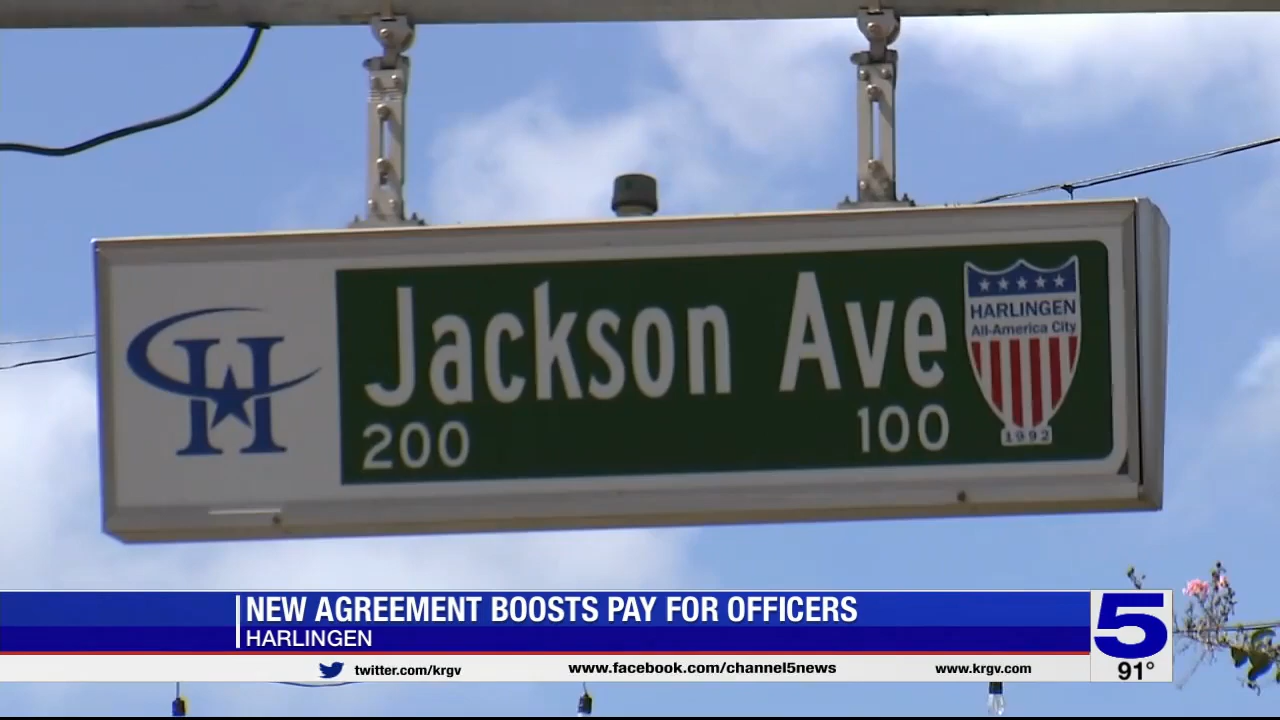 CH
Jackson Ave
200
100
HARLINGEN
All-America City
1992
NEW AGREEMENT BOOSTS PAY FOR OFFICERS
HARLINGEN
5
twitter.com/krgv
www.facebook.com/channel5news
www.krgv.com
91°